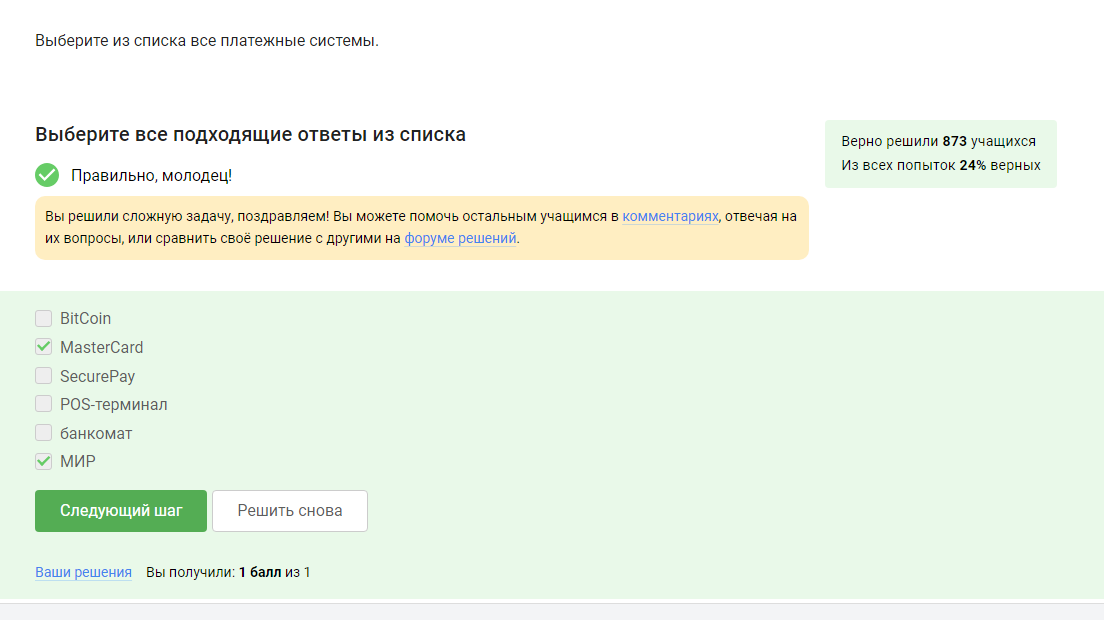 Выберите из списка все платежные системы.
Выберите все подходящие ответы из списка
Верно решили 873 учащихся
Из всех попыток 24% верных
Правильно, молодец!
Вы решили сложную задачу, поздравляем! Вы можете помочь остальным учащимся в комментариях, отвечая на
их вопросы, или сравнить своё решение с другими на форуме решений.
BitCoin
MasterCard
SecurePay
POS-терминал
банкомат
МИР
Следующий шаг
Решить снова
Ваши решения Вы получили: 1 балл из 1